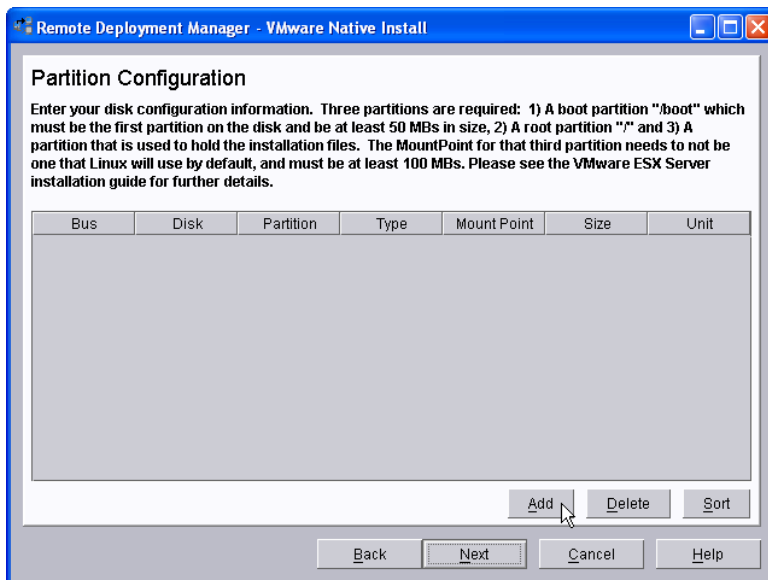 Remote Deployment Manager - VMware Native Install
Partition Configuration
Enter your disk configuration information. Three partitions are required: 1) A boot partition "/boot" which
must be the first partition on the disk and be at least 50 MBs in size, 2) A root partition "/" and 3) A
partition that is used to hold the installation files. The MountPoint for that third partition needs to not be
one that Linux will use by default, and must be at least 100 MBs. Please see the VMware ESX Server
installation guide for further details.
Bus Disk Partition Type Mount Point Size Unit
Add Delete Sort
Back Next Cancel Help